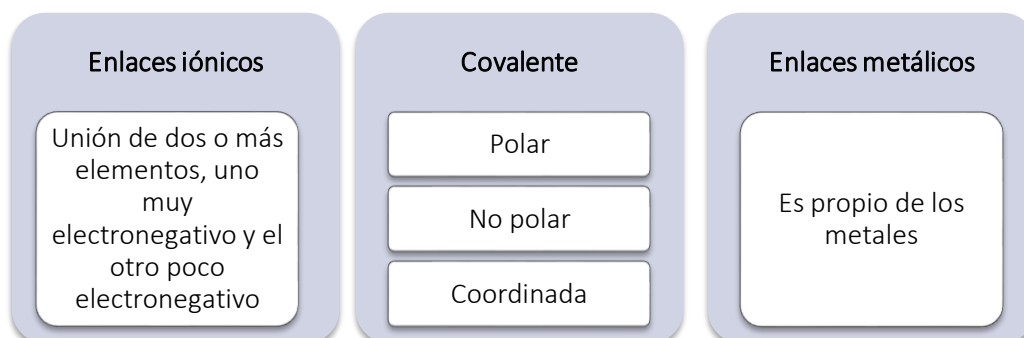 Enlaces iónicos
Unión de dos o más
elementos, uno
muy
electronegativo y el
otro poco
electronegativo
Covalente
Polar
No polar
Coordinada
Enlaces metálicos
Es propio de los
metales